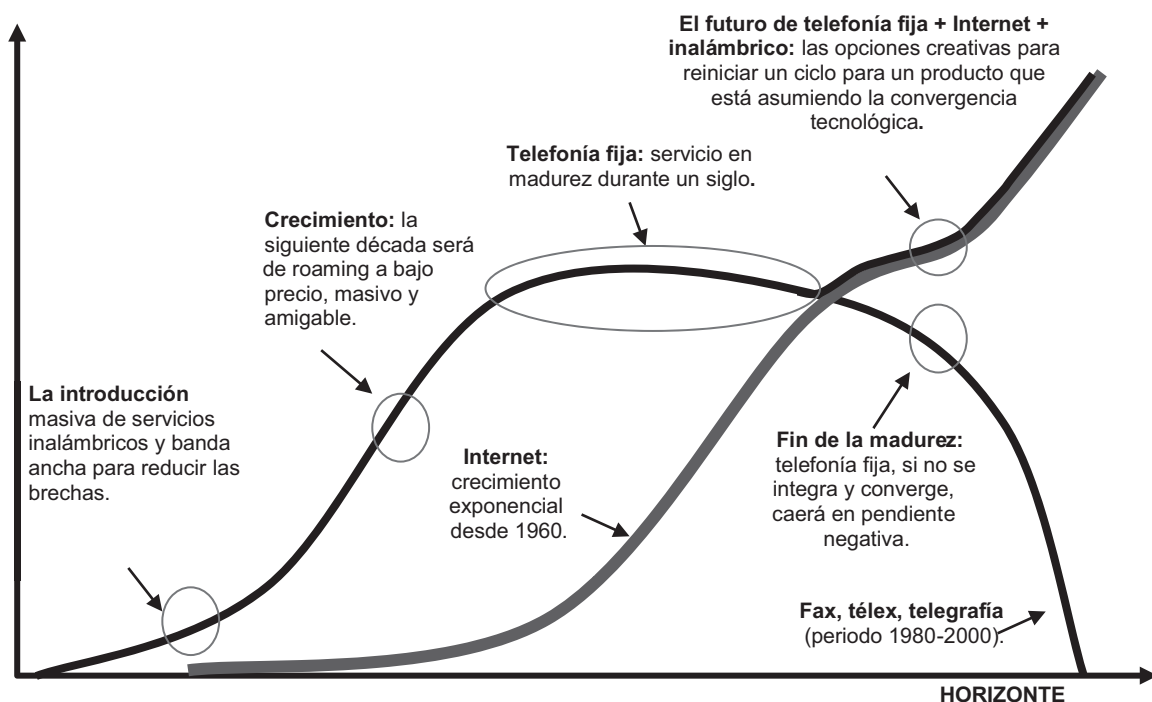 El futuro de telefonía fija + Internet +
inalámbrico: las opciones creativas para
reiniciar un ciclo para un producto que
está asumiendo la convergencia
tecnológica.
Telefonía fija: servicio en
madurez durante un siglo.
Crecimiento: la
siguiente década será
de roaming a bajo
precio, masivo y
amigable.
La introducción
masiva de servicios
inalámbricos y banda
ancha para reducir las
brechas.
Internet:
crecimiento
exponencial
desde 1960.
Fin de la madurez:
telefonía fija, si no se
integra y converge,
caerá en pendiente
negativa.
Fax, télex, telegrafía
(periodo 1980-2000).
HORIZONTE